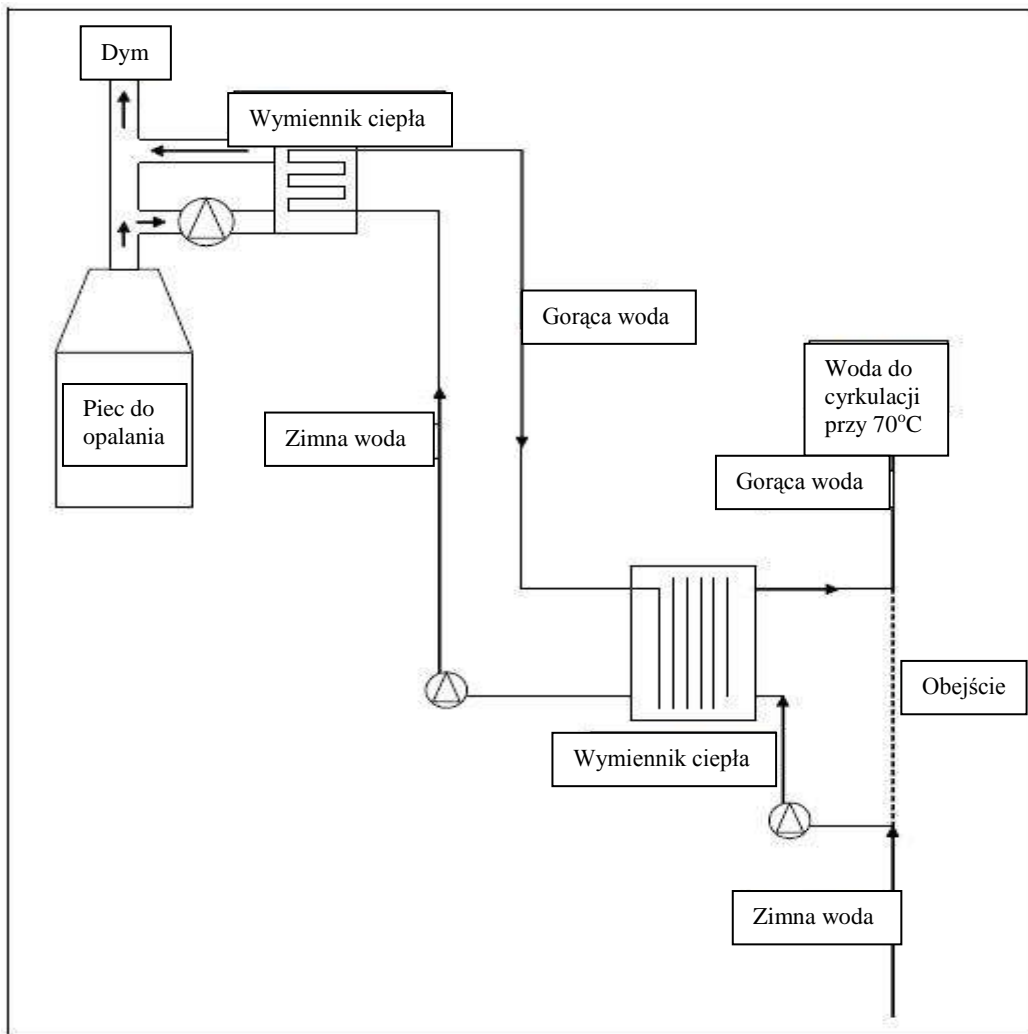 Dym
Wymiennik ciepła
Gorąca woda
Piec do
opalania
Zimna woda
Woda do
cyrkulacji
przy 70°C
Gorąca woda
Obejście
Wymiennik ciepła
Zimna woda